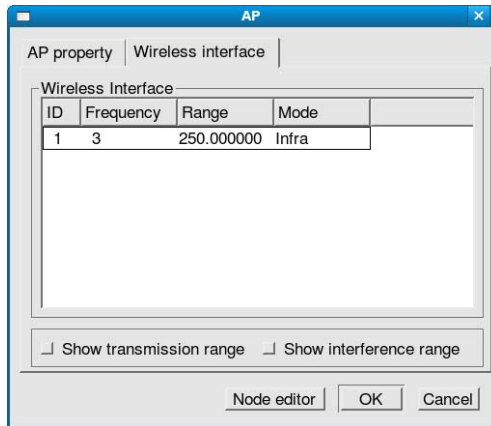 AP
AP property Wireless interface
Wireless Interface
ID Frequency Range Mode
1 3 250.000000 Infra
Show transmission range Show interference range
Node editor OK Cancel